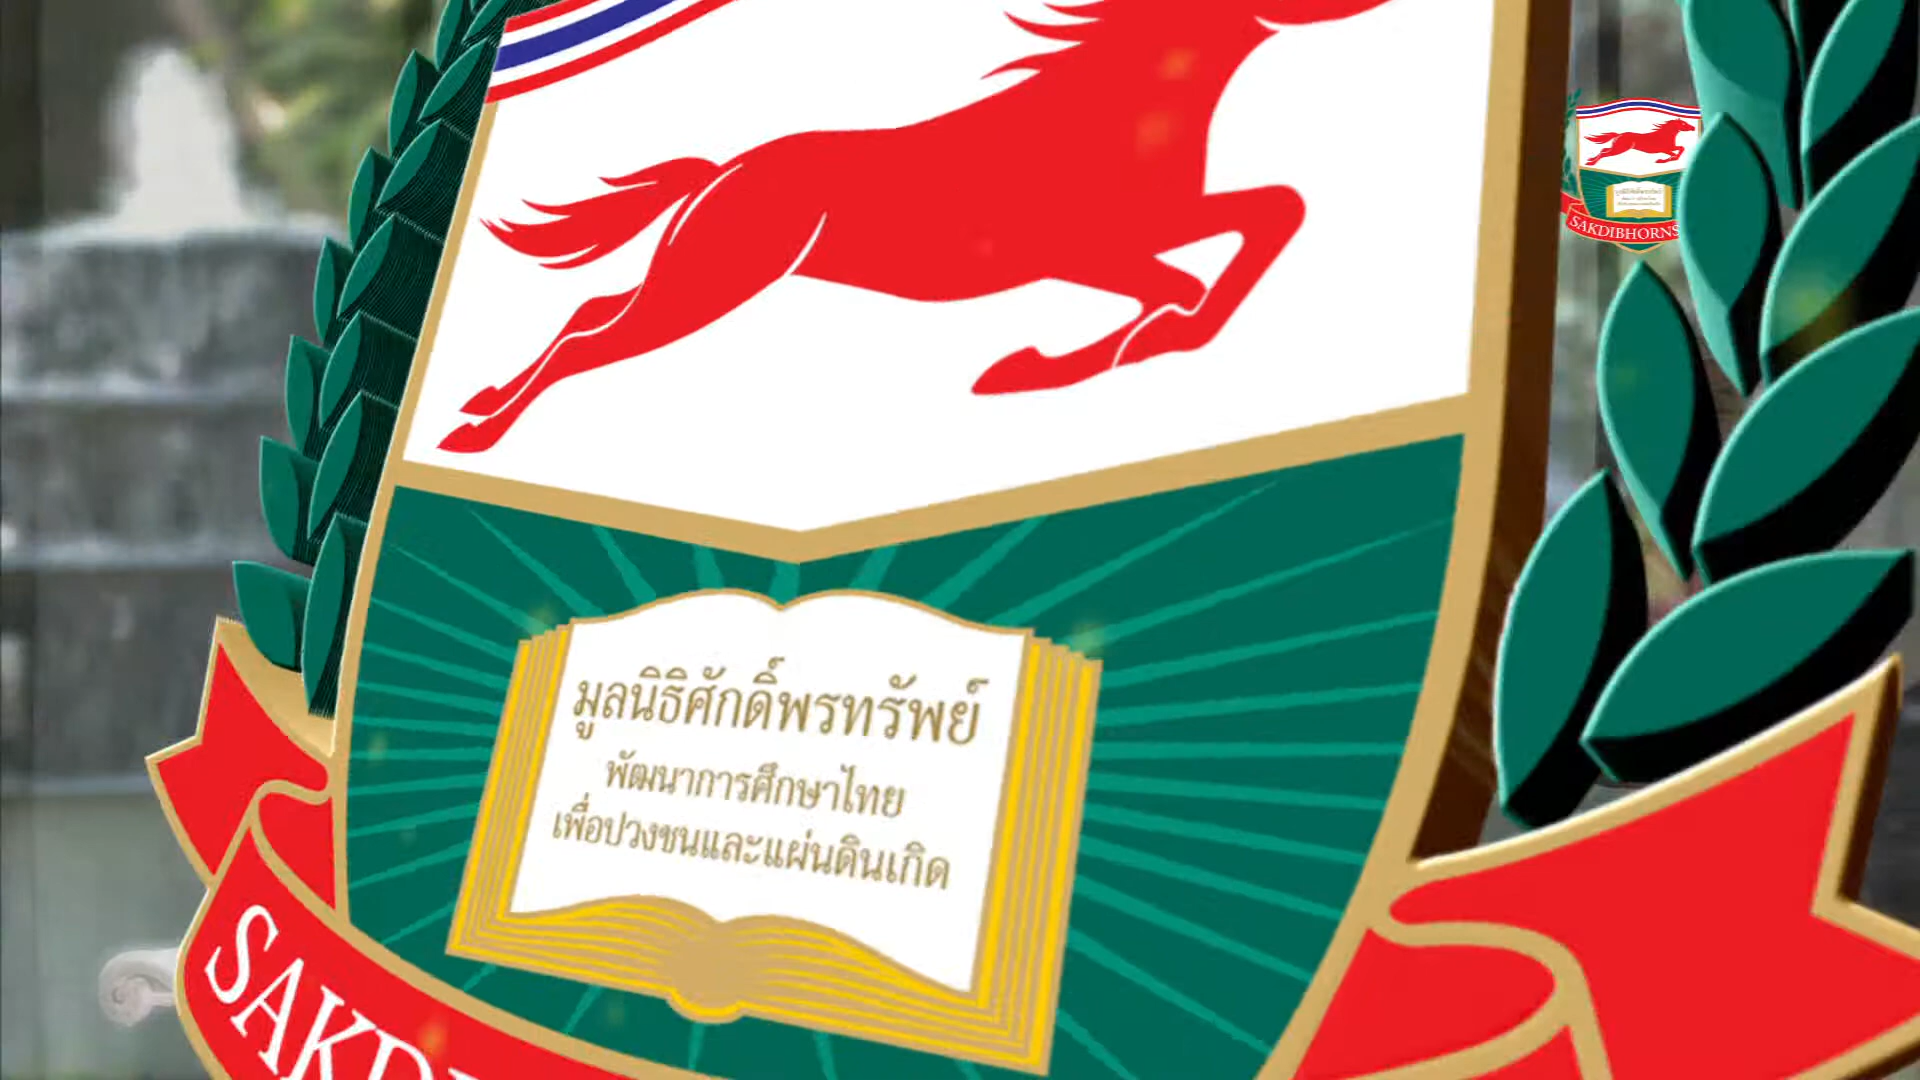 SAKDIBHORNS
มูลนิธิศักดิ์พรทรัพย์
พัฒนาการศึกษาไทย
เพื่อปวงชนและแผ่นดินเกิด
SAKD